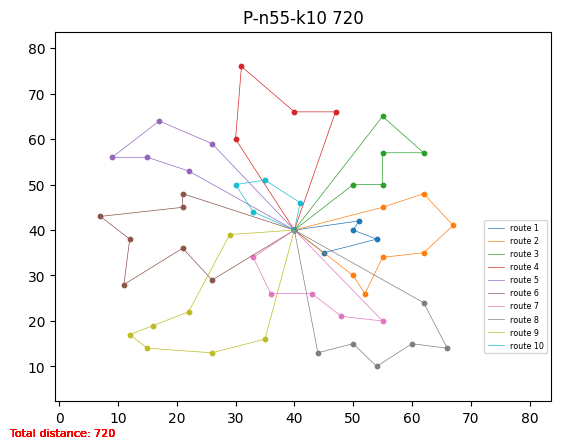 P-n55-k10 720
80
70
60
50
40
30
20
10
0 10 20 30 40 50 60 70 80
route 1
route 2
route 3
route 4
route 5
route 6
route 7
route 8
route 9
route 10
Total distance: 720